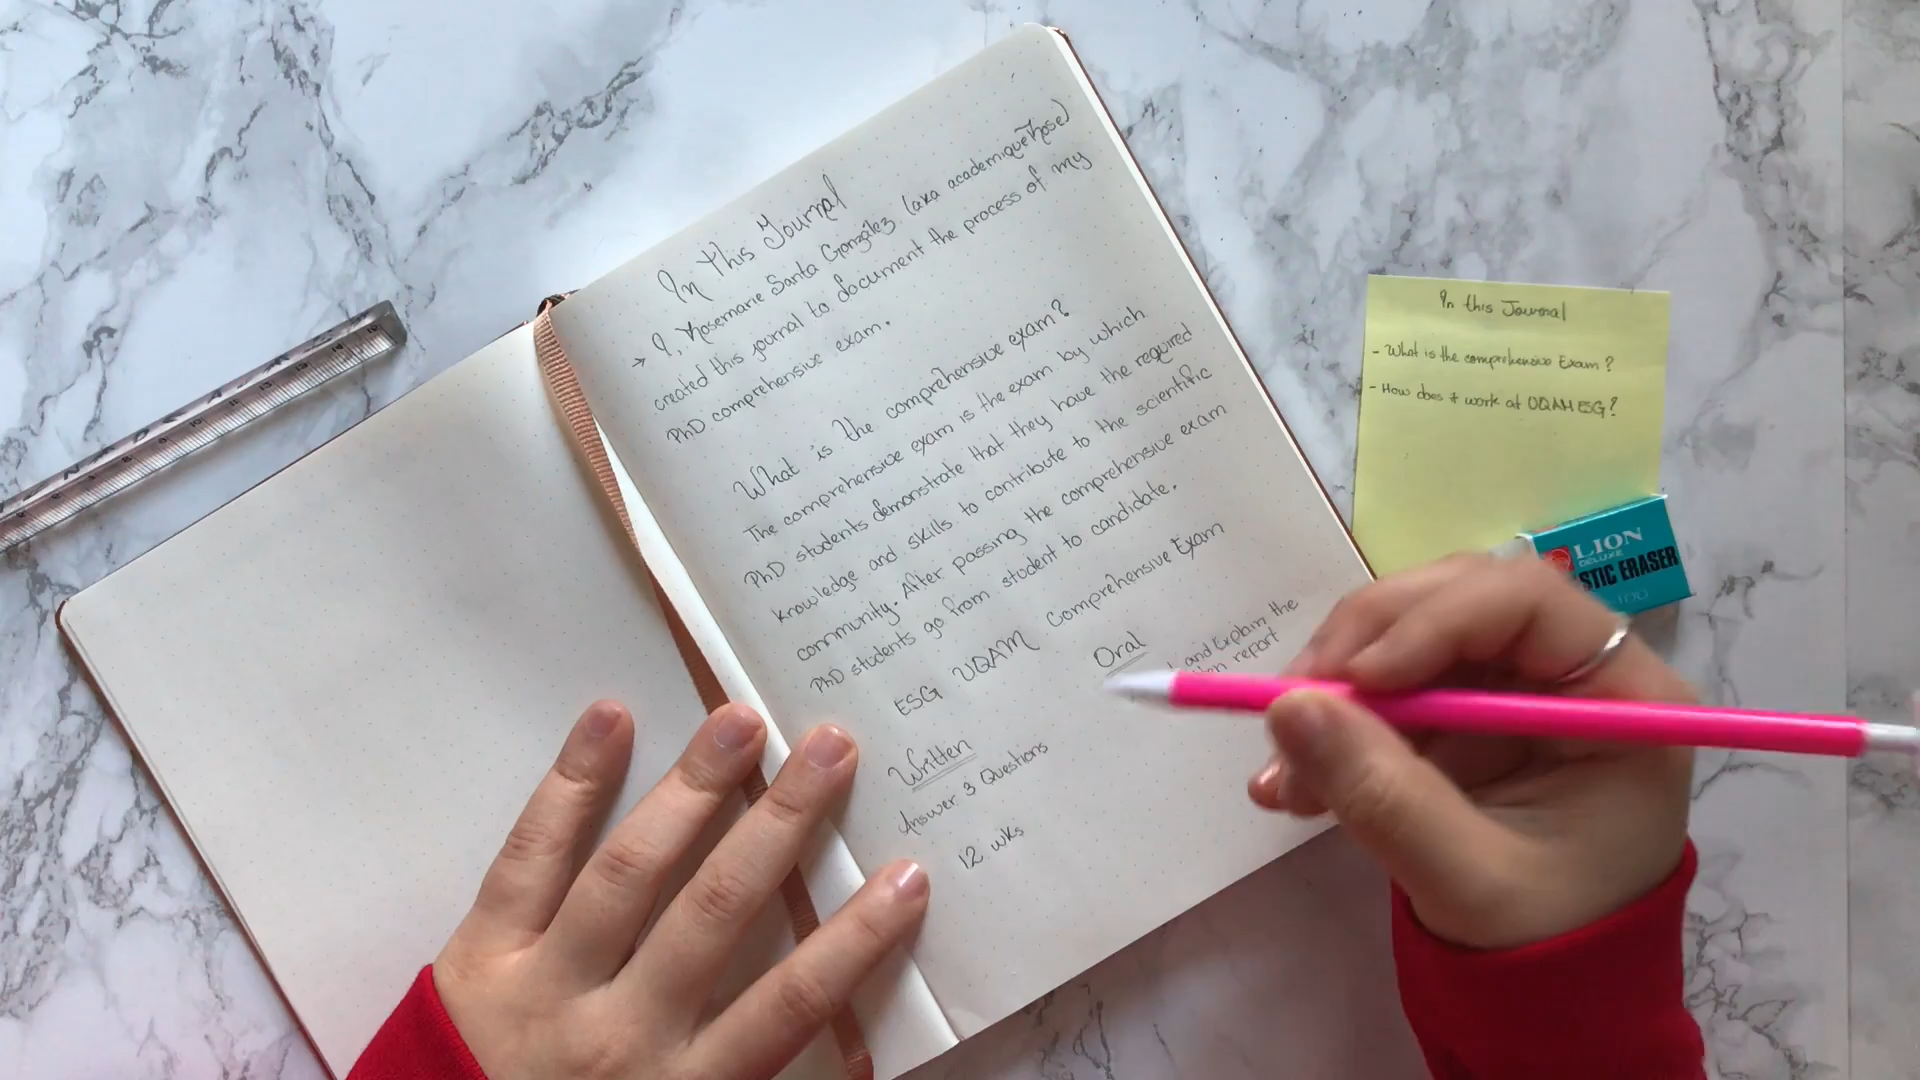 In this Journal
→ I, Rosemarie Santa González, (aka academiqueRose)
created this journal to document the process of my
PhD comprehensive exam.
What is the comprehensive exam?
The comprehensive exam is the exam by which
PhD students demonstrate that they have the required
knowledge and skills to contribute to the scientific
community. After passing the comprehensive exam
PhD students go from student to candidate.
ESG UQAM Comprehensive Exam
Written
Answer 3 Questions
12 wks
Oral
and Explain the
report
In this Journal
- What is the comprehensive Exam?
- How does it work at UQAM ESG?
LION
DELUXE
STIC ERASER